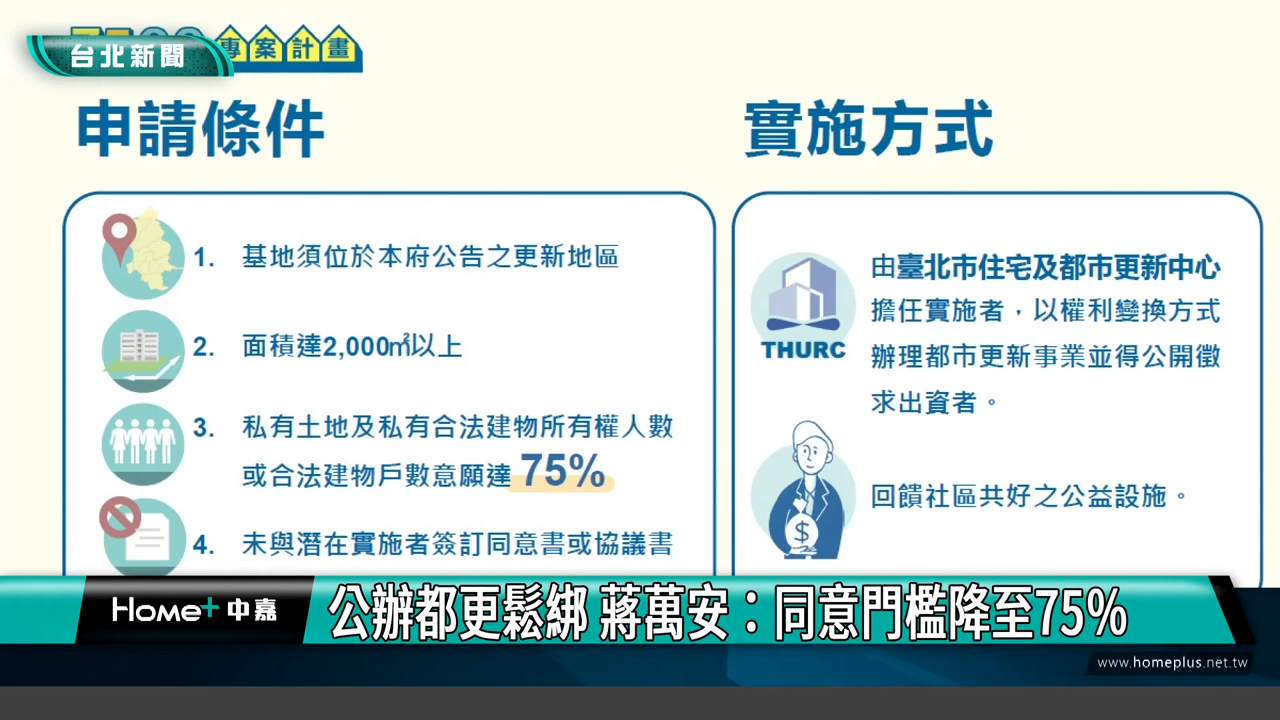 台北新聞
專案計畫
申請條件
1. 基地須位於本府公告之更新地區
2. 面積達2,000㎡以上
3. 私有土地及私有合法建物所有權人數
或合法建物戶數意願達 75%
4. 未與潛在實施者簽訂同意書或協議書
實施方式
THURC
由臺北市住宅及都市更新中心
擔任實施者，以權利變換方式
辦理都市更新事業並得公開徵
求出資者。
$
回饋社區共好之公益設施。
Home+ 中嘉
公辦都更鬆綁 蔣萬安：同意門檻降至75%
www.homeplus.net.tw